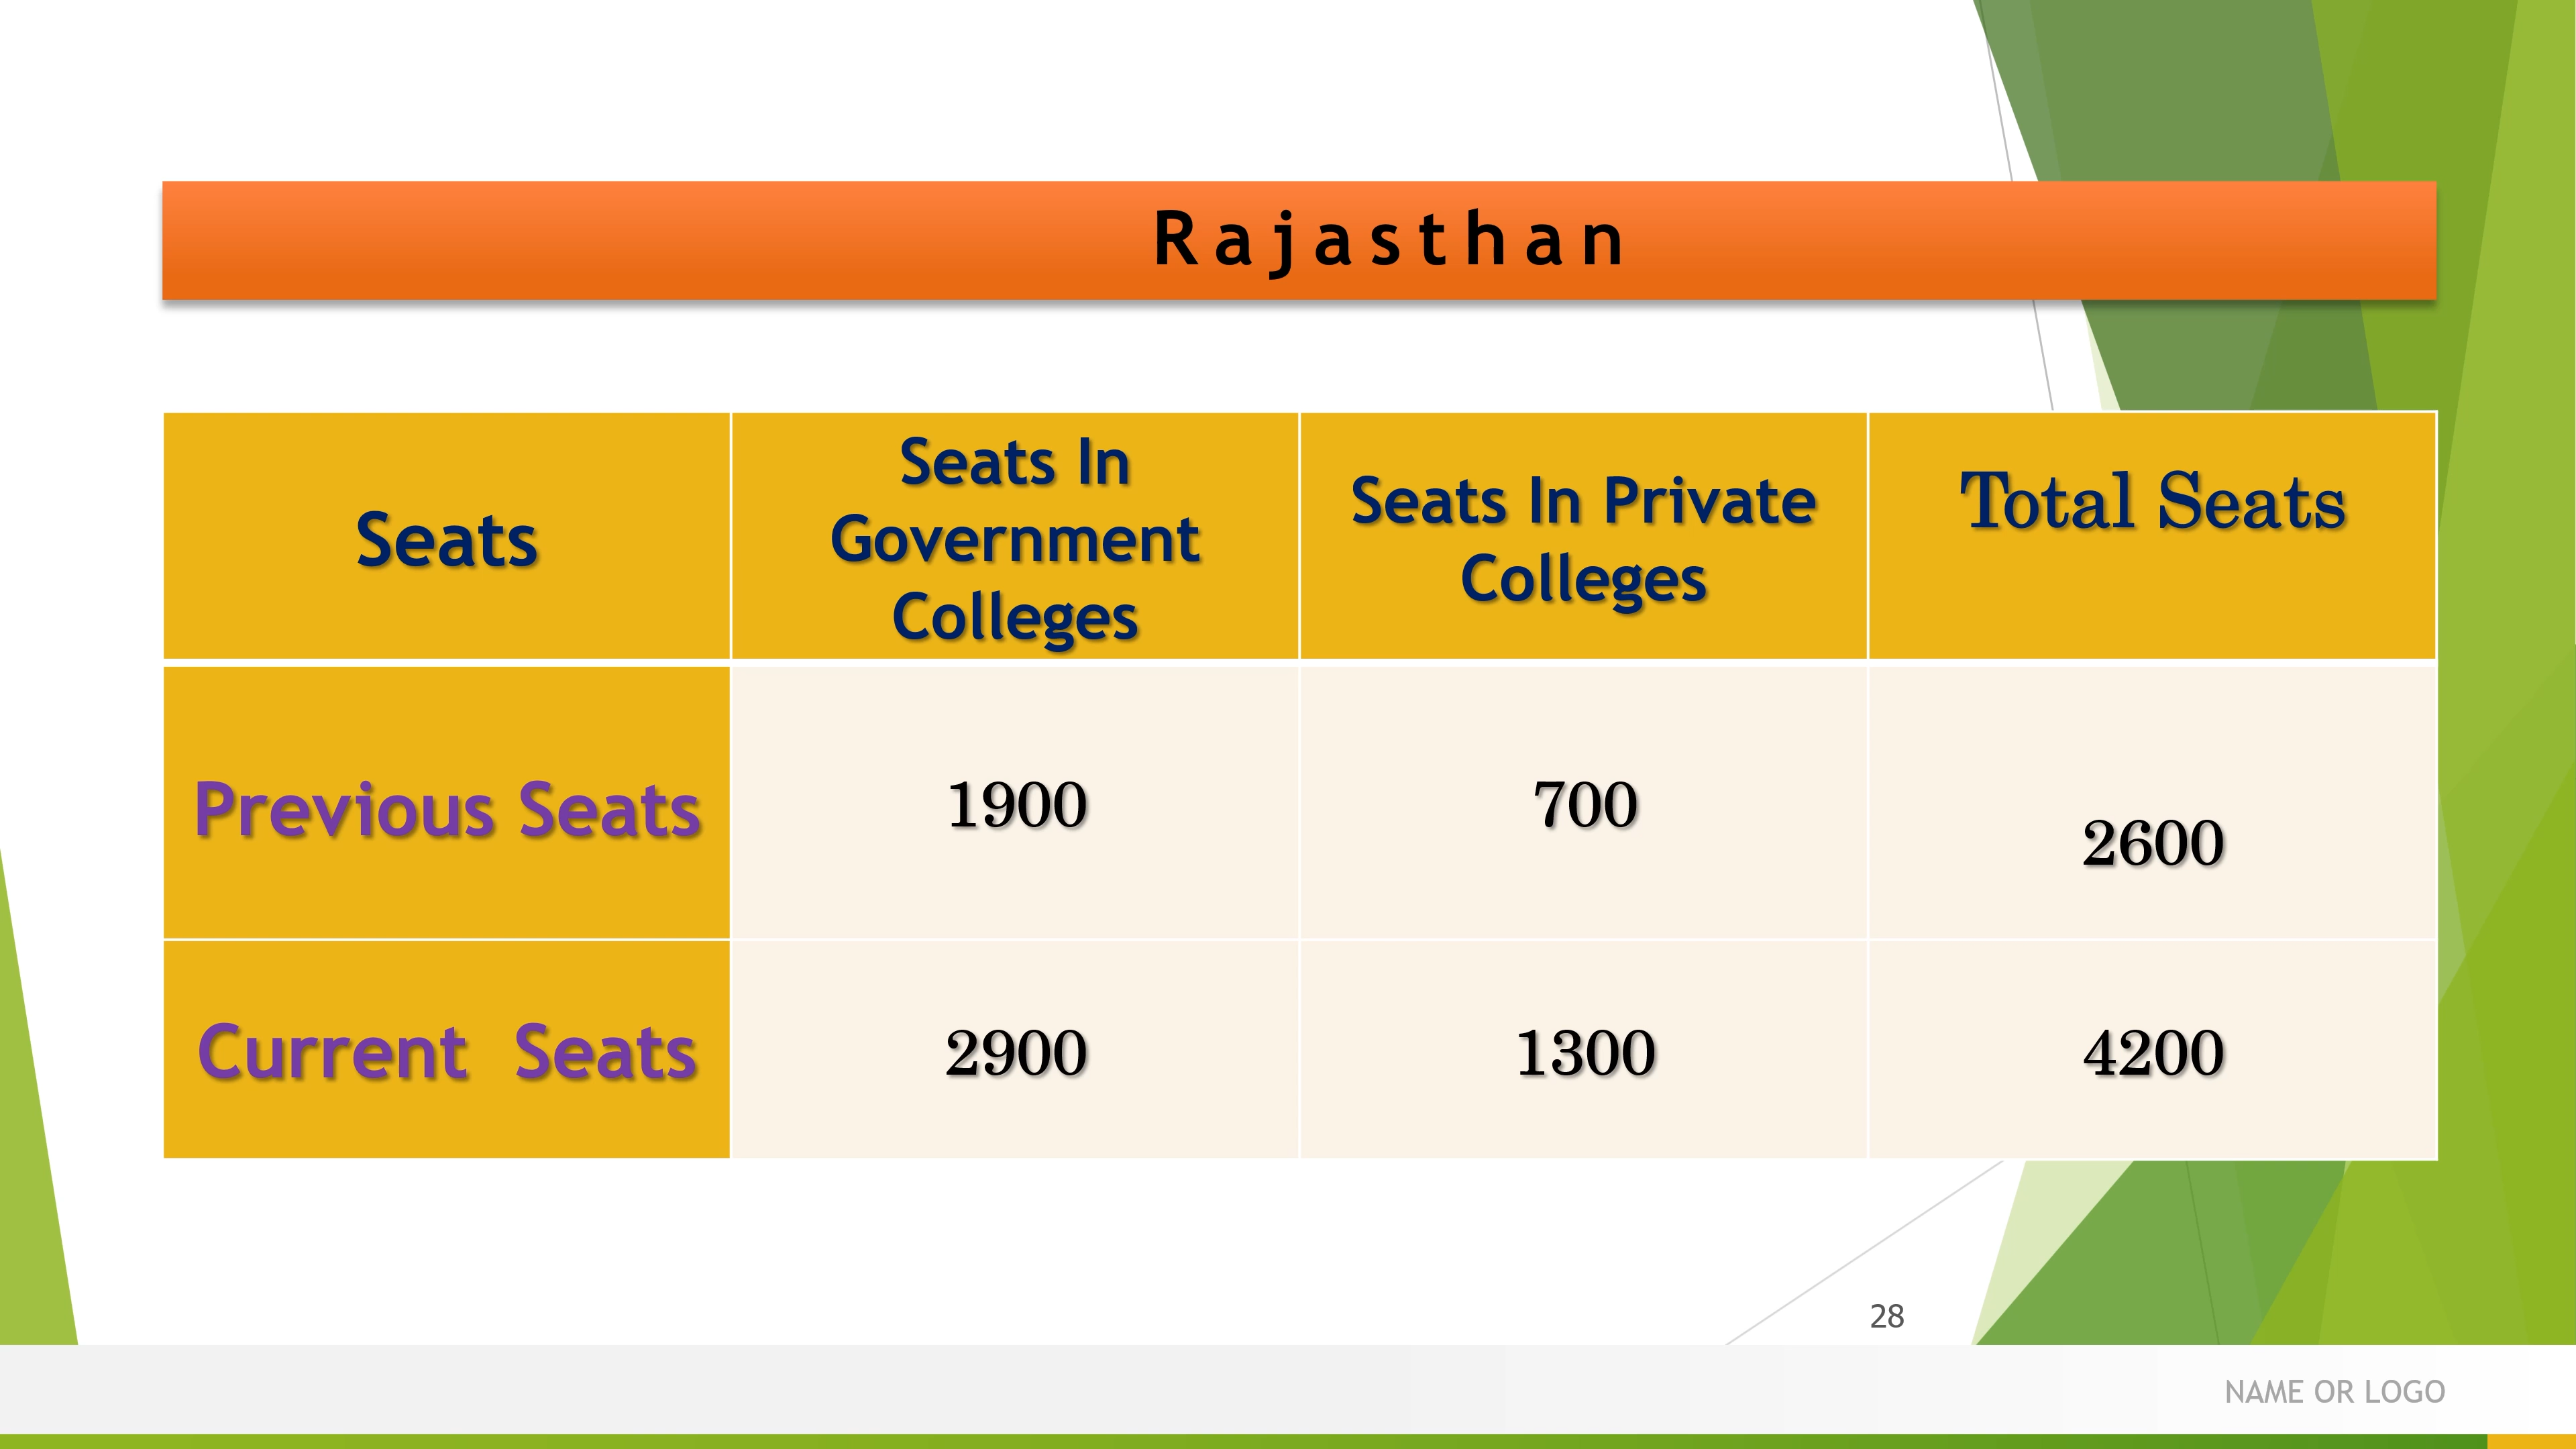 Rajasthan
Seats
Seats In
Government
Colleges
Seats In Private
Colleges
Total Seats
Previous Seats
1900
700
2600
Current  Seats
2900
1300
4200
28
NAME OR LOGO